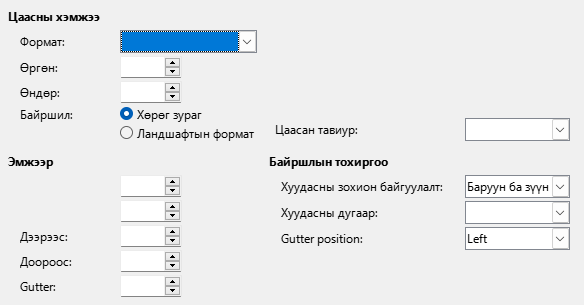 Цаасны хэмжээ
Формат:
Өргөн:
Өндөр:
Байршил:
Хөрөг зураг
Ландшафтын формат
Цаасан тавиур:
Эмжээр
Байршлын тохиргоо
Хуудасны зохион байгуулалт:
Баруун ба зүүн
Хуудасны дугаар:
Дээрээс:
Gutter position:
Left
Доороос:
Gutter: